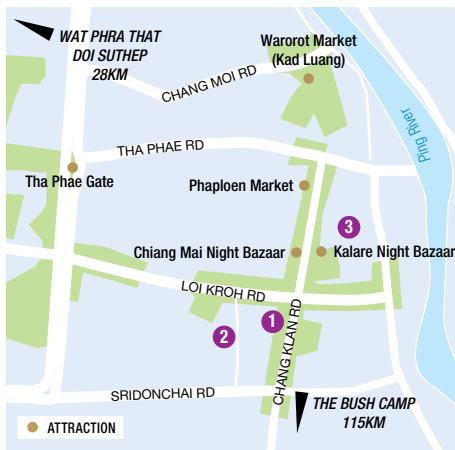 WAT PHRA THAT
DOI SUTHEP
28KM
Warorot Market
(Kad Luang)
CHANG MOI RD
Ping River
THA PHAE RD
Tha Phae Gate
Phaploen Market
3
Chiang Mai Night Bazaar
Kalare Night Bazaar
LOI KROH RD
1
2
CHANG KLAN RD
SRIDONCHAI RD
THE BUSH CAMP
115KM
ATTRACTION